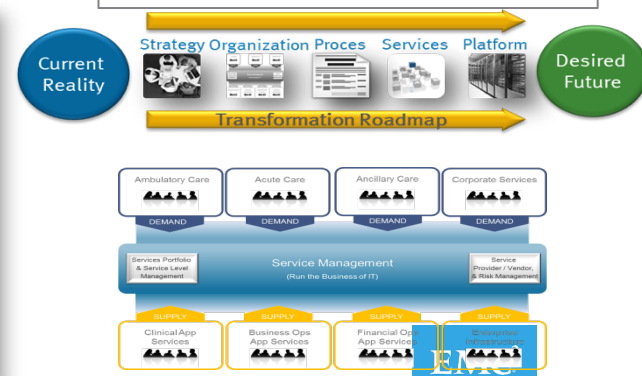 Strategy Organization Proces Services Platform
Current
Reality
Desired
Future
Transformation Roadmap
Ambulatory Care Acute Care Ancillary Care Corporate Services
DEMAND DEMAND DEMAND DEMAND
Services Portfolio
& Service Level
Management
Service Management
(Run the Business of IT)
Service
Provider / Vendor,
& Risk Management
SUPPLY SUPPLY SUPPLY SUPPLY
Clinical App
Services
Business Ops
App Services
Financial Ops
App Services
Enterprise
Infrastructure
EMC